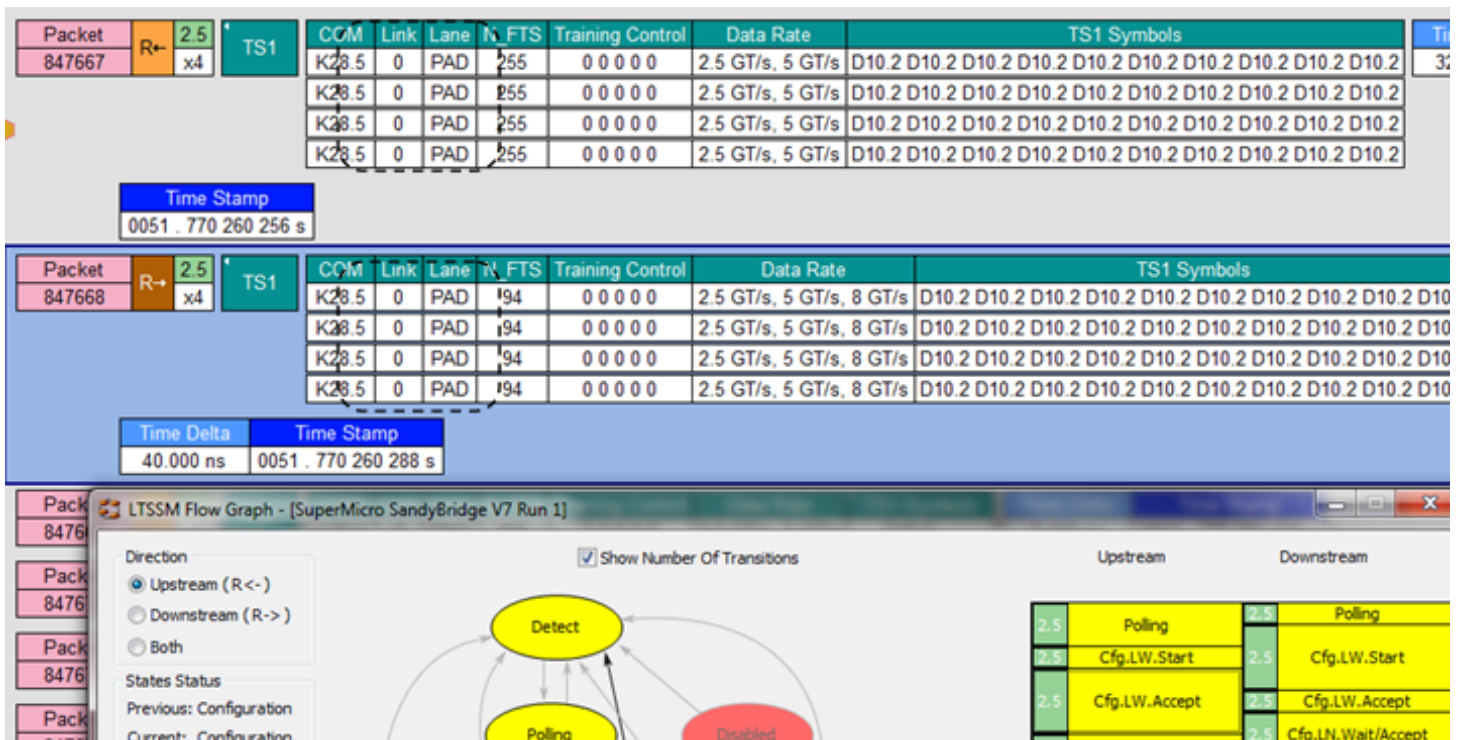 Packet R← 2.5 TS1 COM Link Lane N_FTS Training Control Data Rate TS1 Symbols
847667 x4 K28.5 0 PAD 255 0 0 0 0 0 2.5 GT/s, 5 GT/s D10.2 D10.2 D10.2 D10.2 D10.2 D10.2 D10.2 D10.2 D10.2 D10.2
K28.5 0 PAD 255 0 0 0 0 0 2.5 GT/s, 5 GT/s D10.2 D10.2 D10.2 D10.2 D10.2 D10.2 D10.2 D10.2 D10.2 D10.2
K28.5 0 PAD 255 0 0 0 0 0 2.5 GT/s, 5 GT/s D10.2 D10.2 D10.2 D10.2 D10.2 D10.2 D10.2 D10.2 D10.2 D10.2
K28.5 0 PAD 255 0 0 0 0 0 2.5 GT/s, 5 GT/s D10.2 D10.2 D10.2 D10.2 D10.2 D10.2 D10.2 D10.2 D10.2 D10.2
Time Stamp
0051 . 770 260 256 s
Packet R→ 2.5 TS1 COM Link Lane N_FTS Training Control Data Rate TS1 Symbols
847668 x4 K28.5 0 PAD 94 0 0 0 0 0 2.5 GT/s, 5 GT/s, 8 GT/s D10.2 D10.2 D10.2 D10.2 D10.2 D10.2 D10.2 D10.2 D10.2 D10
K28.5 0 PAD 94 0 0 0 0 0 2.5 GT/s, 5 GT/s, 8 GT/s D10.2 D10.2 D10.2 D10.2 D10.2 D10.2 D10.2 D10.2 D10.2 D10
K28.5 0 PAD 94 0 0 0 0 0 2.5 GT/s, 5 GT/s, 8 GT/s D10.2 D10.2 D10.2 D10.2 D10.2 D10.2 D10.2 D10.2 D10.2 D10
K28.5 0 PAD 94 0 0 0 0 0 2.5 GT/s, 5 GT/s, 8 GT/s D10.2 D10.2 D10.2 D10.2 D10.2 D10.2 D10.2 D10.2 D10.2 D10
Time Delta Time Stamp
40.000 ns 0051 . 770 260 288 s
Pack LTSSM Flow Graph - [SuperMicro SandyBridge V7 Run 1]
8476
Direction Show Number Of Transitions Upstream Downstream
Pack Upstream ( R<- )
8476 Downstream ( R-> ) Detect 2.5 Polling 2.5 Polling
Pack Both 2.5 Cfg.LW.Start 2.5 Cfg.LW.Start
8476 States Status
Pack Previous: Configuration 2.5 Cfg.LW.Accept 2.5 Cfg.LW.Accept
Current: Configuration Polling Disabled 2.5 Cfg.LN.Wait/Accept